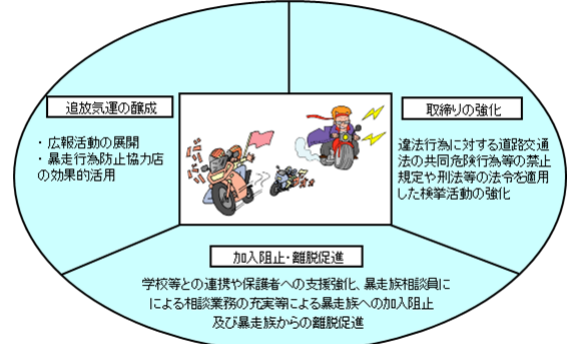 追放気運の醸成
・広報活動の展開
・暴走行為防止協力店
の効果的活用
取締りの強化
違法行為に対する道路交通
法の共同危険行為等の禁止
規定や刑法等の法令を適用
した検挙活動の強化
加入阻止・離脱促進
学校等との連携や保護者への支援強化、暴走族相談員に
による相談業務の充実等による暴走族への加入阻止
及び暴走族からの離脱促進